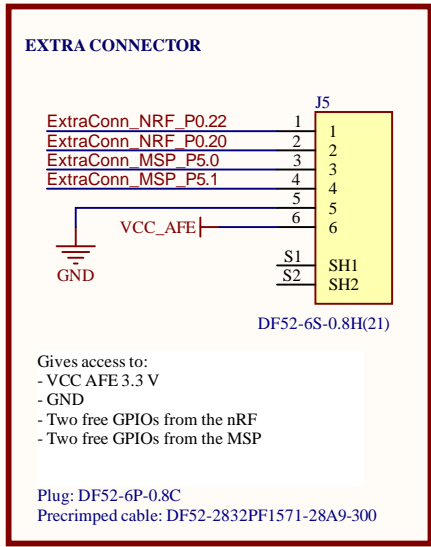 EXTRA CONNECTOR
J5
ExtraConn_NRF_P0.22 1 1
ExtraConn_NRF_P0.20 2 2
ExtraConn_MSP_P5.0 3 3
ExtraConn_MSP_P5.1 4 4
5 5
VCC_AFE 6 6
GND
S1 SH1
S2 SH2
DF52-6S-0.8H(21)
Gives access to:
- VCC AFE 3.3 V
- GND
- Two free GPIOs from the nRF
- Two free GPIOs from the MSP
Plug: DF52-6P-0.8C
Precrimped cable: DF52-2832PF1571-28A9-300